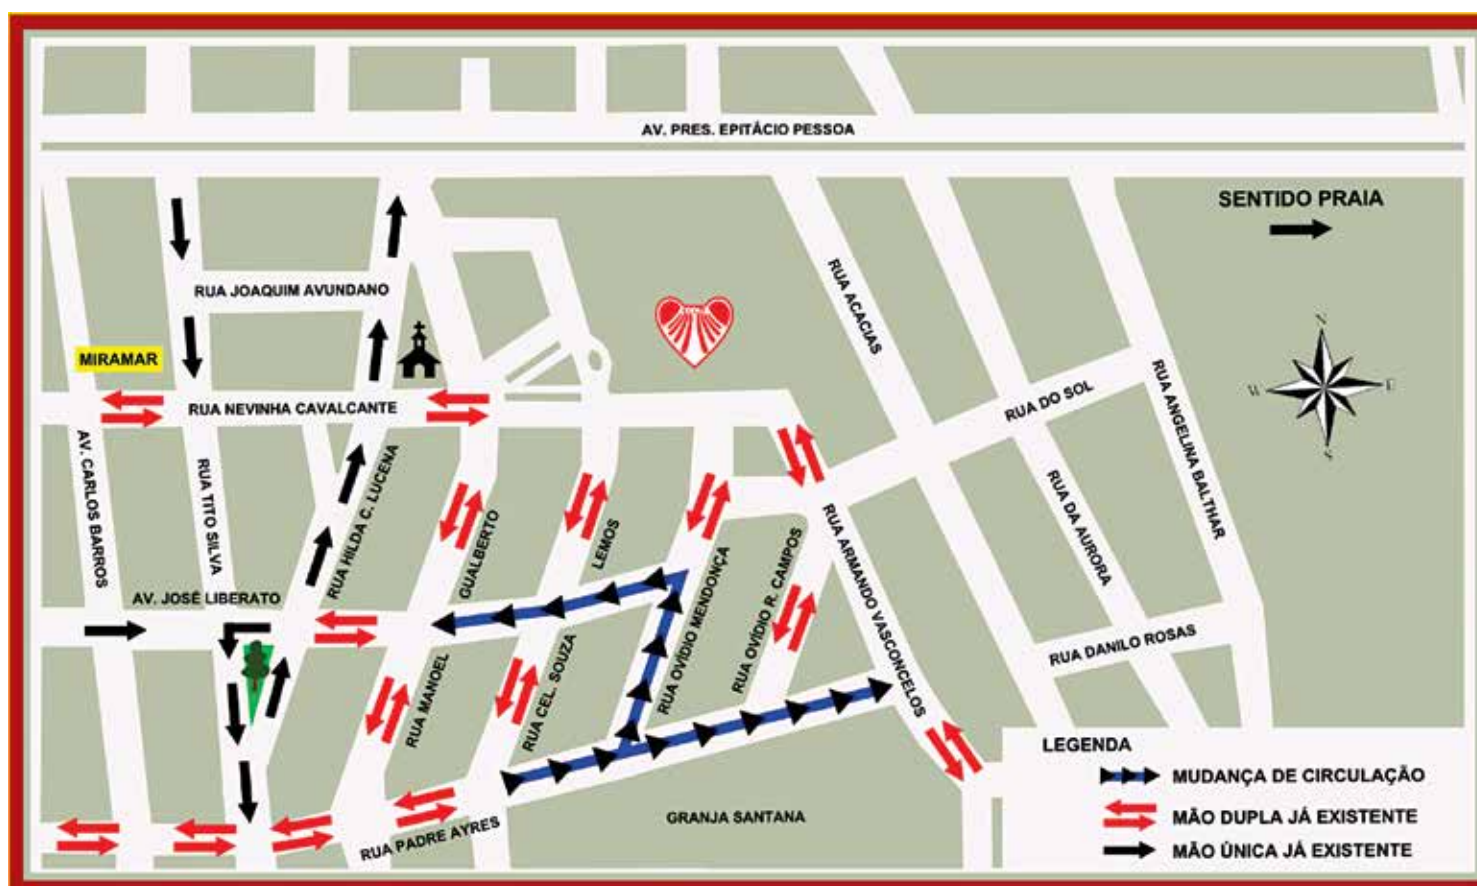 AV. PRES. EPITÁCIO PESSOA
SENTIDO PRAIA
RUA JOAQUIM AVUNDANO
RUA ACACIAS
MIRAMAR
RUA NEVINHA CAVALCANTE
RUA DO SOL
RUA ANGELINA BALTHAR
N
W
E
S
AV. CARLOS BARROS
RUA TITO SILVA
RUA HILDA C. LUCENA
RUA MANOEL GUALBERTO
RUA CEL. SOUZA LEMOS
RUA OVÍDIO MENDONÇA
RUA OVÍDIO R. CAMPOS
RUA ARMANDO VASCONCELOS
RUA DA AURORA
AV. JOSÉ LIBERATO
RUA DANILO ROSAS
RUA PADRE AYRES
GRANJA SANTANA
LEGENDA
MUDANÇA DE CIRCULAÇÃO
MÃO DUPLA JÁ EXISTENTE
MÃO ÚNICA JÁ EXISTENTE